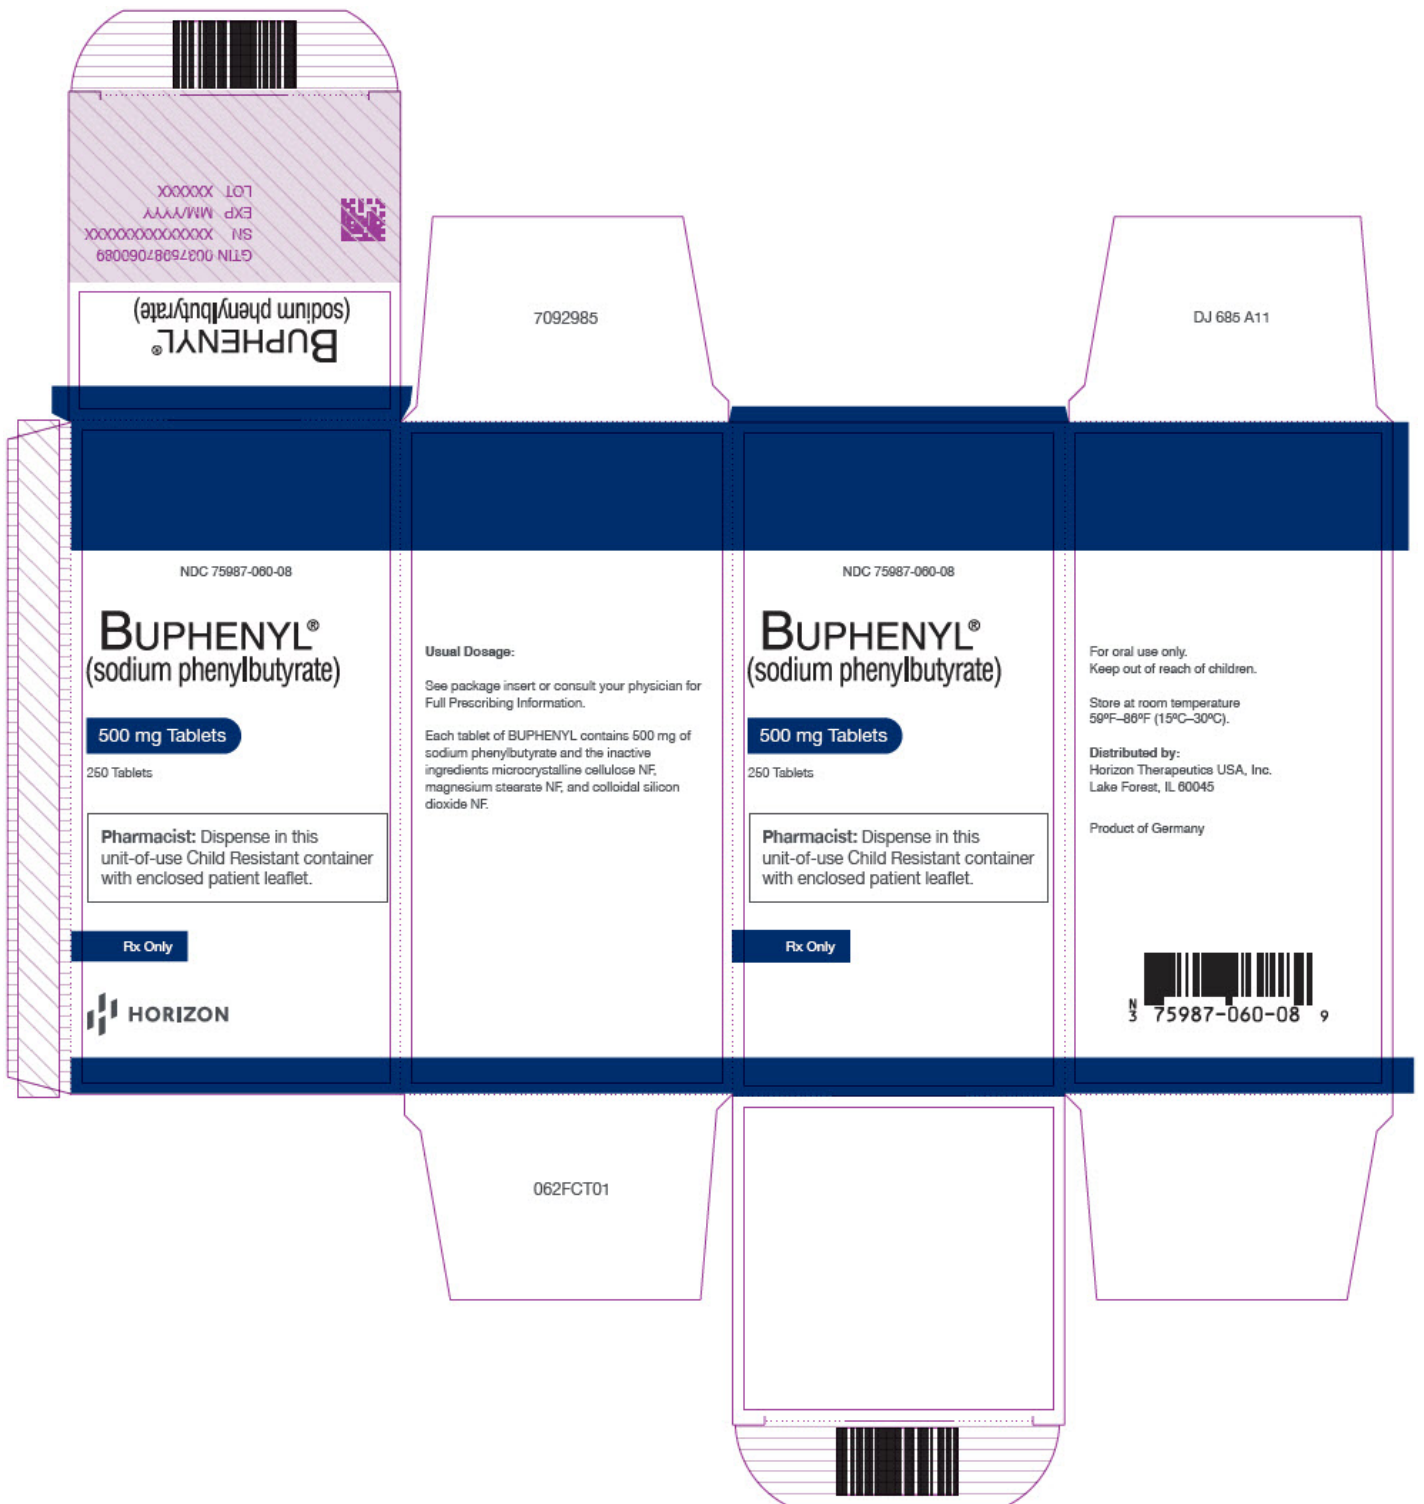 LOT XXXXXX
EXP MM/YYYY
SN XXXXXXXXXXXXXX
GTIN 00375987060089
BUPHENYL®
(sodium phenylbutyrate)
7092985
DJ 685 A11
NDC 75987-060-08
BUPHENYL®
(sodium phenylbutyrate)
500 mg Tablets
250 Tablets
Pharmacist: Dispense in this
unit-of-use Child Resistant container
with enclosed patient leaflet.
Rx Only
HORIZON
Usual Dosage:
See package insert or consult your physician for
Full Prescribing Information.
Each tablet of BUPHENYL contains 500 mg of
sodium phenylbutyrate and the inactive
ingredients microcrystalline cellulose NF,
magnesium stearate NF, and colloidal silicon
dioxide NF.
NDC 75987-060-08
BUPHENYL®
(sodium phenylbutyrate)
500 mg Tablets
250 Tablets
Pharmacist: Dispense in this
unit-of-use Child Resistant container
with enclosed patient leaflet.
Rx Only
For oral use only.
Keep out of reach of children.
Store at room temperature
59ºF–86ºF (15ºC–30ºC).
Distributed by:
Horizon Therapeutics USA, Inc.
Lake Forest, IL 60045
Product of Germany
N
3 75987-060-08 9
062FCT01